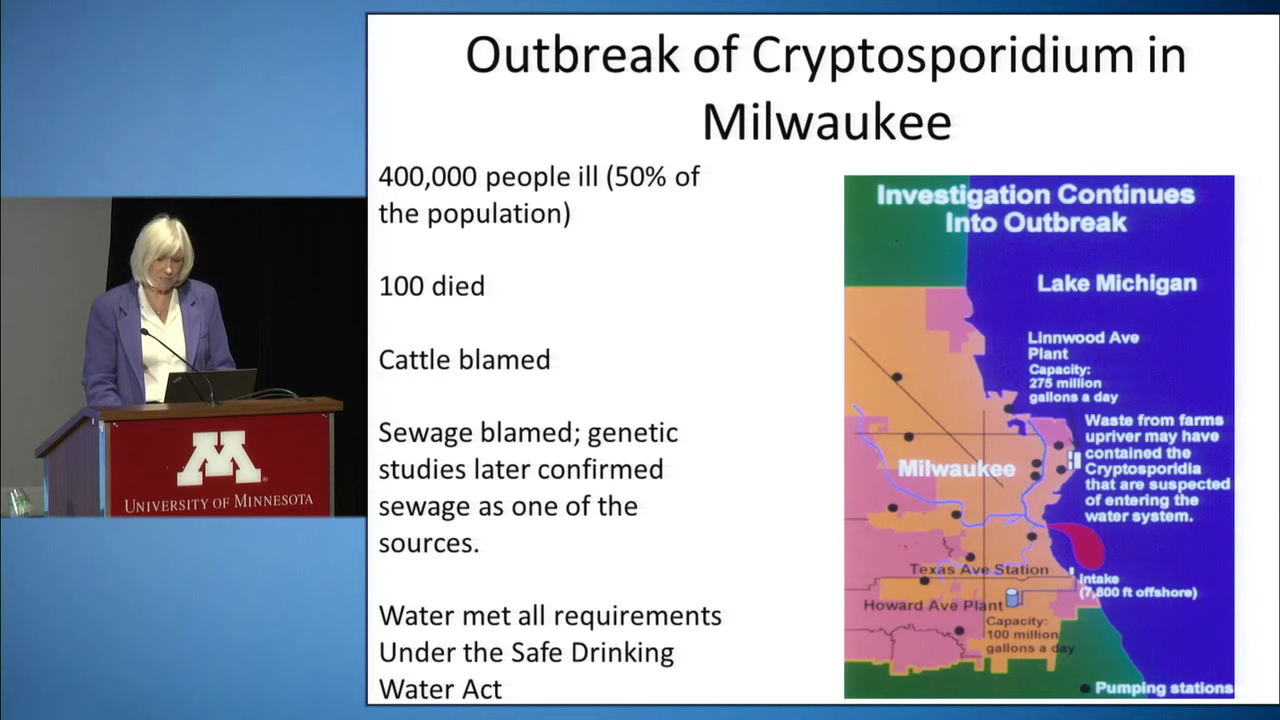 Outbreak of Cryptosporidium in
Milwaukee
400,000 people ill (50% of
the population)
100 died
Cattle blamed
Sewage blamed; genetic
studies later confirmed
sewage as one of the
sources.
Water met all requirements
Under the Safe Drinking
Water Act
Investigation Continues
Into Outbreak
Lake Michigan
Linnwood Ave
Plant
Capacity:
275 million
gallons a day
Waste from farms
upriver may have
contained the
Cryptosporidia
that are suspected
of entering the
water system.
Milwaukee
Texas Ave Station
Intake
(7,800 ft offshore)
Howard Ave Plant
Capacity:
100 million
gallons a day
Pumping stations
M
UNIVERSITY OF MINNESOTA